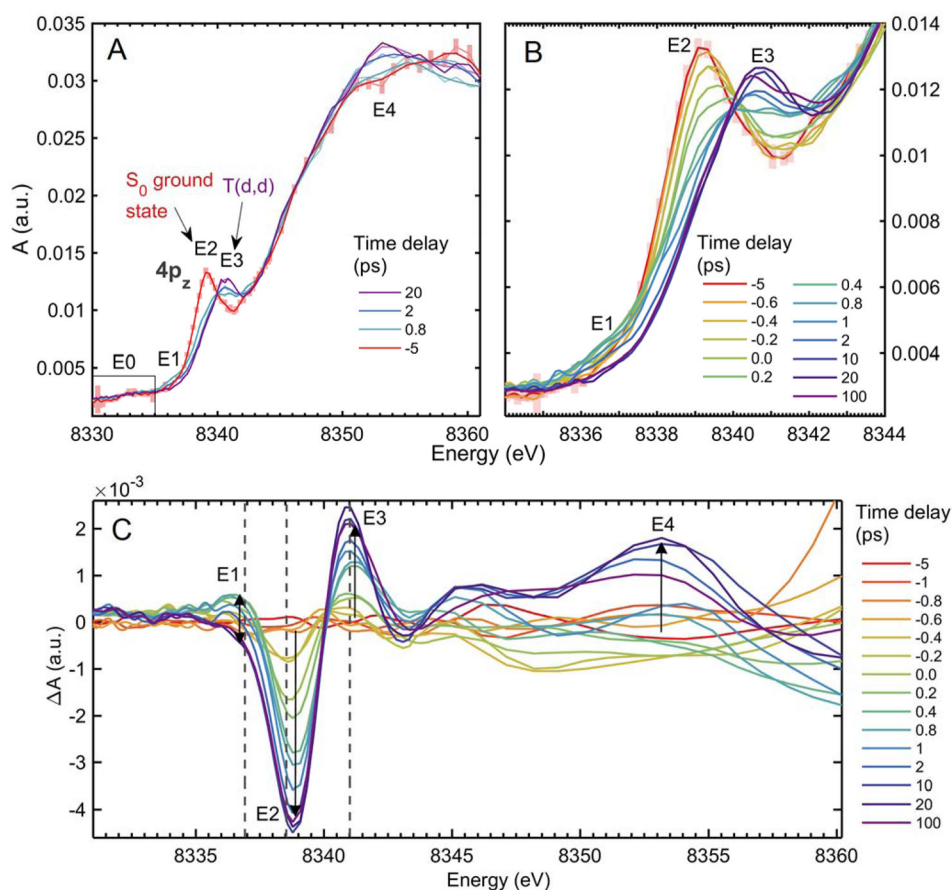 A
0.035
0.03
0.025
0.02
0.015
0.01
0.005
A (a.u.)
S0 ground
state
T(d,d)
E2
E3
4pz
E1
E0
E4
Time delay
(ps)
20
2
0.8
-5
8330
8340
8350
8360
Energy (eV)
B
E2
E3
E1
0.014
0.012
0.01
0.008
0.006
0.004
Time delay
(ps)
-5
-0.6
-0.4
-0.2
0.0
0.2
0.4
0.8
1
2
10
20
100
8336
8338
8340
8342
8344
×10-3
C
2
1
0
-1
-2
-3
-4
ΔA (a.u.)
E1
E2
E3
E4
8335
8340
8345
8350
8355
8360
Energy (eV)
Time delay
(ps)
-5
-1
-0.8
-0.6
-0.4
-0.2
0.0
0.2
0.4
0.8
1
2
10
20
100